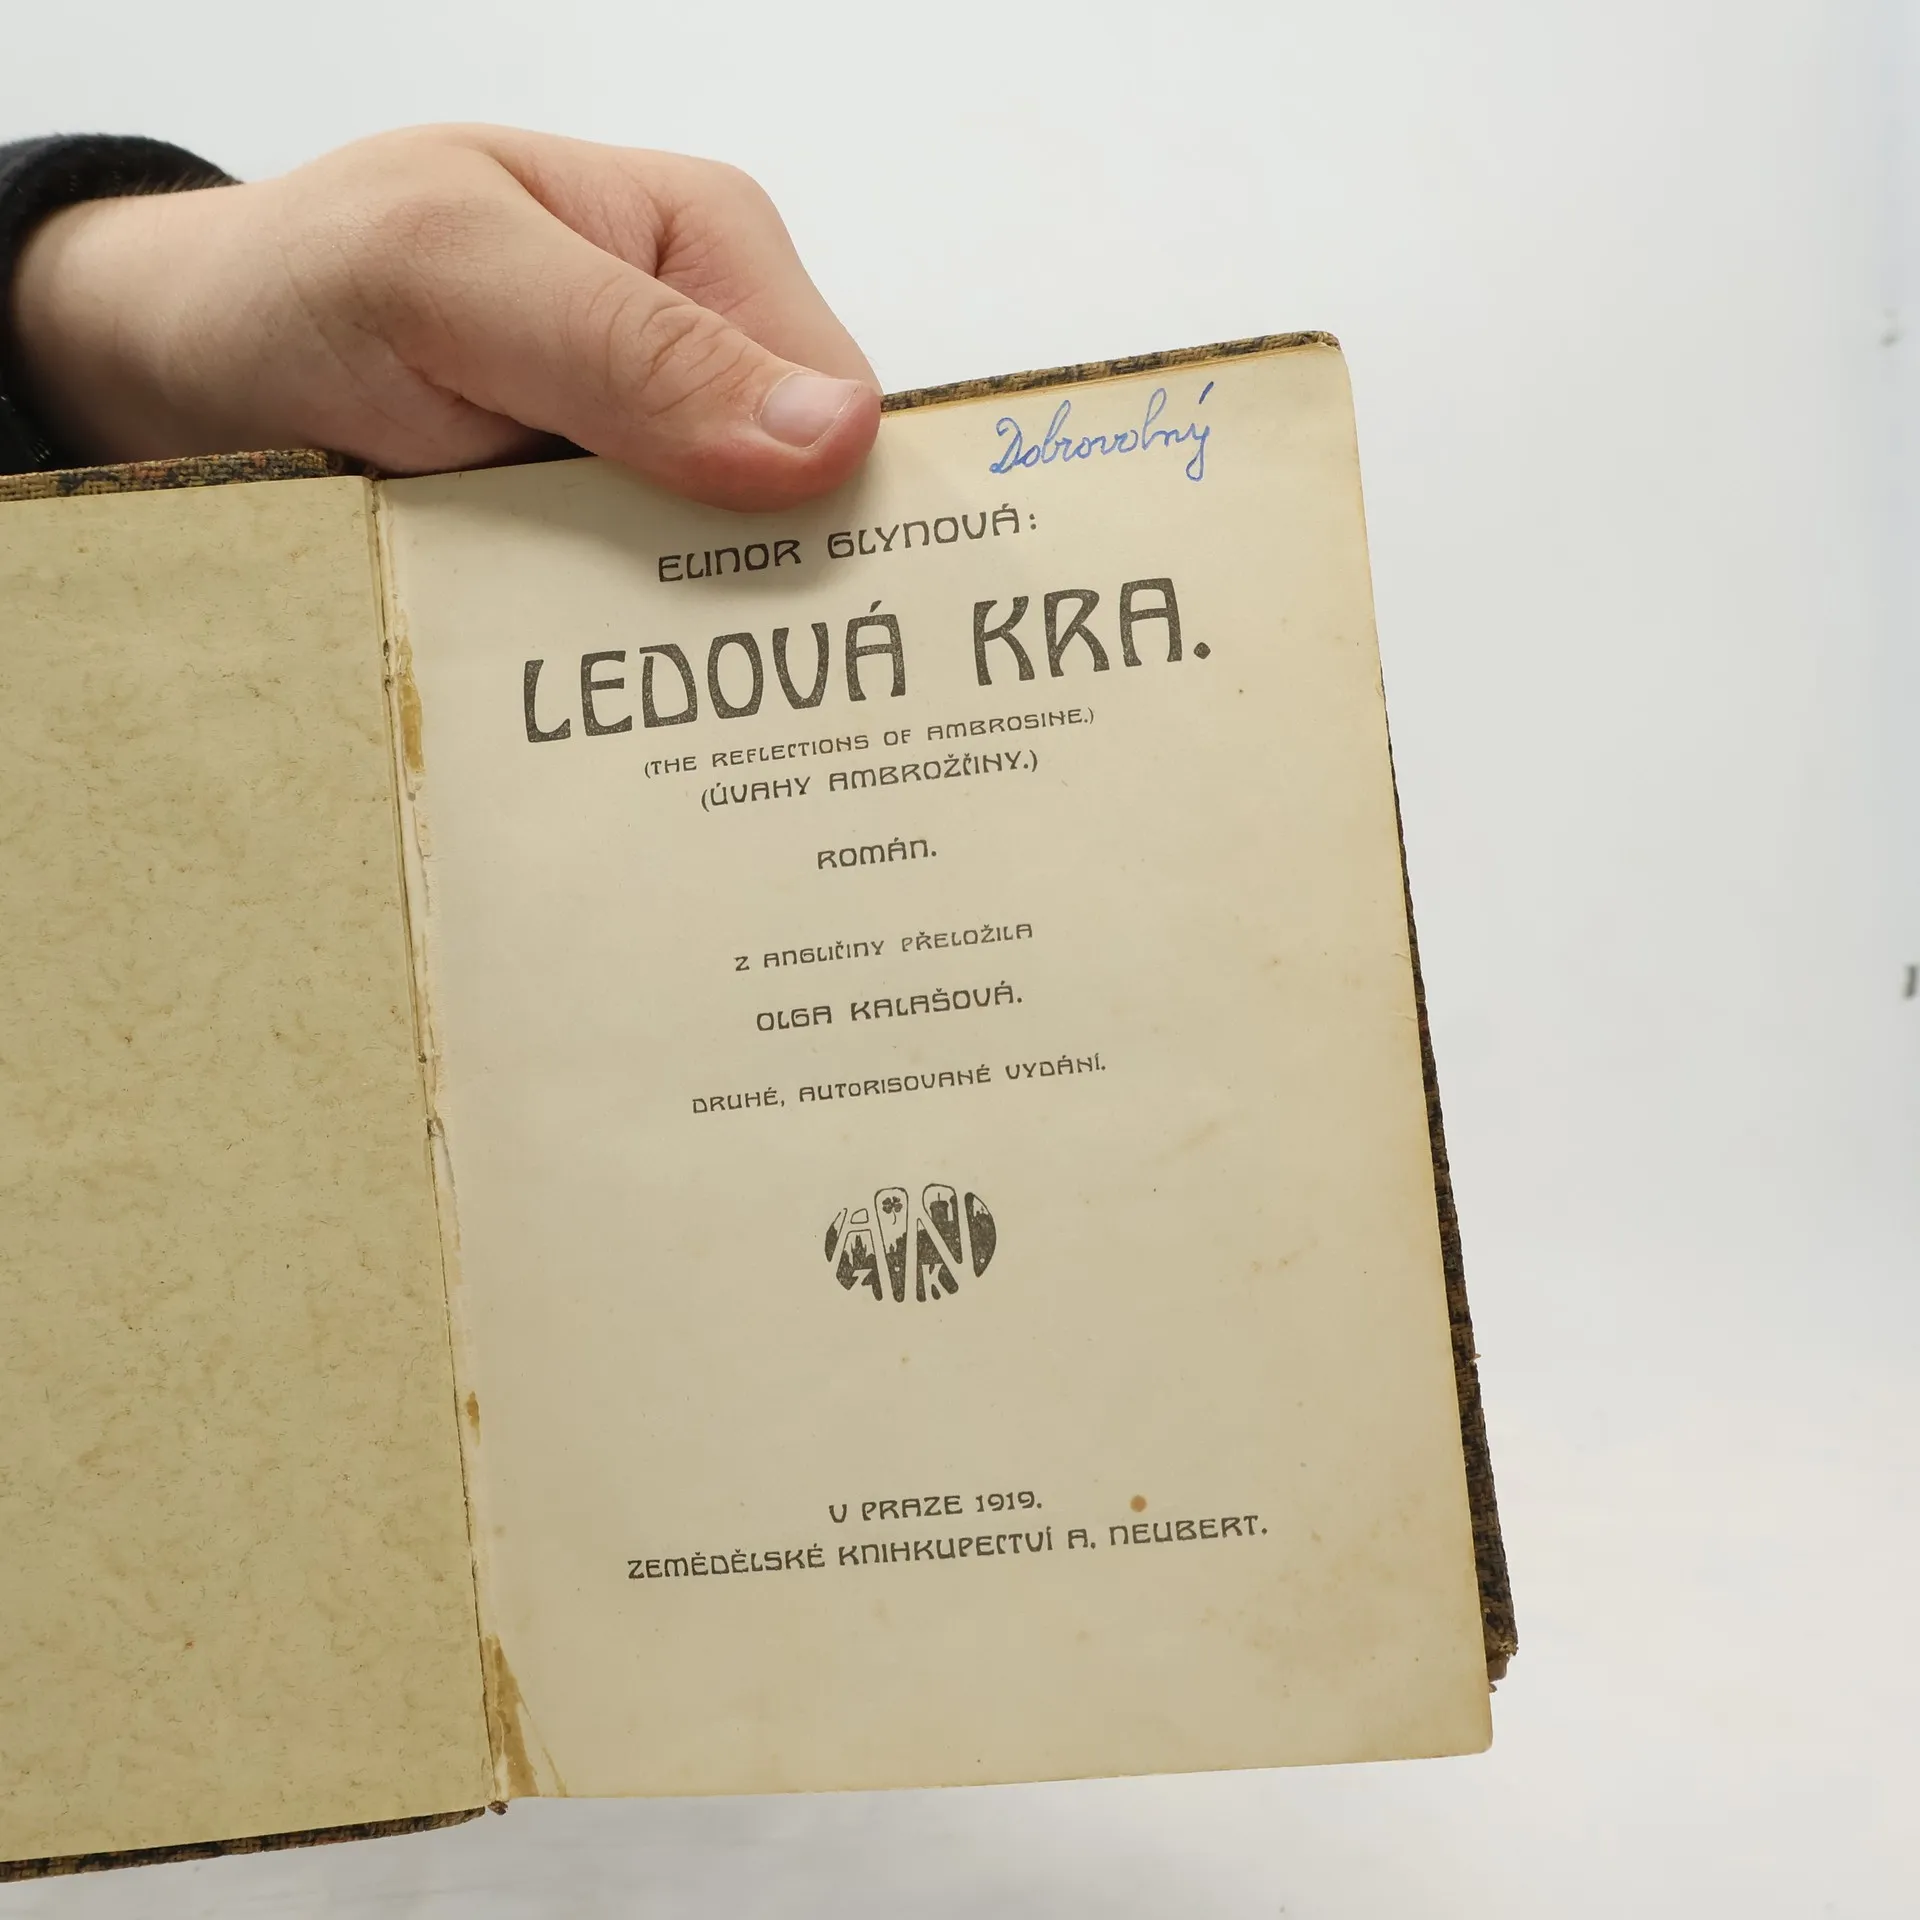 Dobrovolný
ELINOR GLYNOVÁ:
LEDOVÁ KRA.
(THE REFLECTIONS OF AMBROSINE.)
(ÚVAHY AMBROŽČINY.)
ROMÁN.
Z ANGLIČINY PŘELOŽILA
OLGA KALAŠOVÁ.
DRUHÉ, AUTORISOVANÉ VYDÁNÍ.
V PRAZE 1919.
ZEMĚDĚLSKÉ KNIHKUPECTVÍ A. NEUBERT.